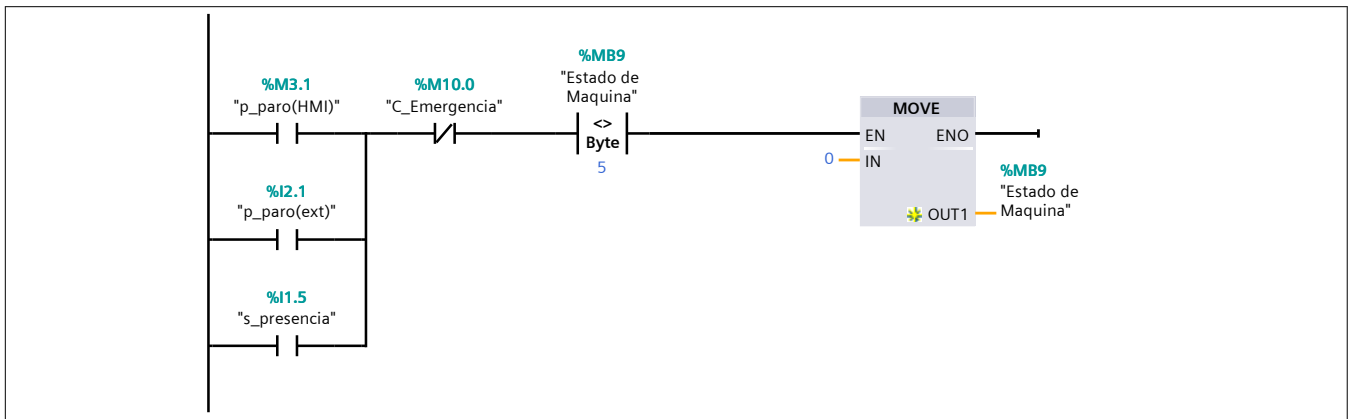 %M3.1
"p_paro(HMI)"
%M10.0
"C_Emergencia"
%MB9
"Estado de
Maquina"
<>
Byte
5
MOVE
EN
ENO
0
IN
OUT1
%MB9
"Estado de
Maquina"
%I2.1
"p_paro(ext)"
%I1.5
"s_presencia"